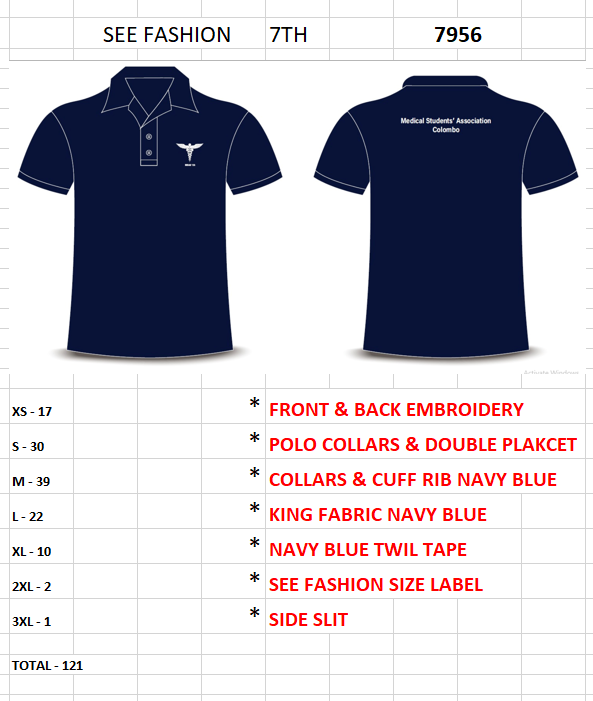 SEE FASHION 7TH 7956
Medical Students' Association
Colombo
XS - 17 * FRONT & BACK EMBROIDERY
S - 30 * POLO COLLARS & DOUBLE PLAKCET
M - 39 * COLLARS & CUFF RIB NAVY BLUE
L - 22 * KING FABRIC NAVY BLUE
XL - 10 * NAVY BLUE TWIL TAPE
2XL - 2 * SEE FASHION SIZE LABEL
3XL - 1 * SIDE SLIT
TOTAL - 121